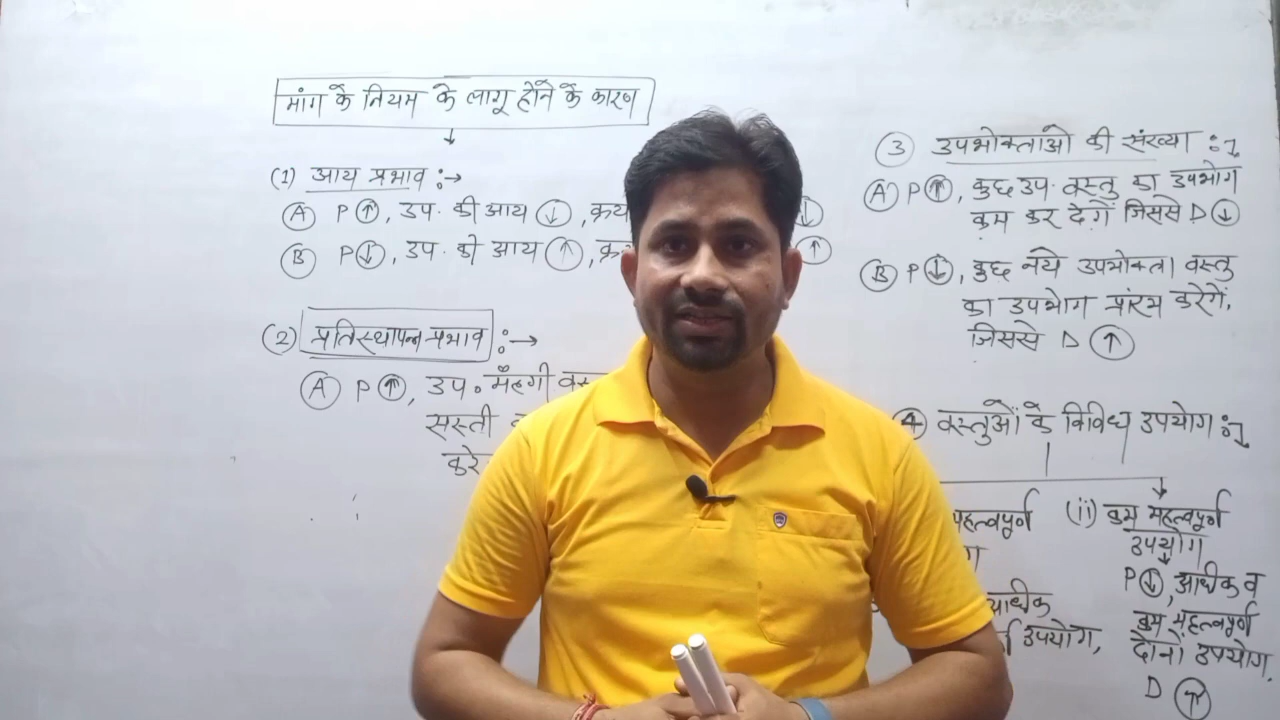 मांग के नियम के लागू होने के कारण
(1) आय प्रभाव :→
(A) P ↑, उप. की आय ↓, क्रय
(B) P ↓, उप. की आय ↑,
(2) प्रतिस्थापन प्रभाव :→
(A) P ↑, उप. मँहगी
सस्ती
करे
(3) उपभोक्ताओ की संख्या :→
(A) P ↑, कुछ उप. वस्तु का उपभोग
कम कर देगें जिससे D ↓
(B) P ↓, कुछ नये उपभोक्ता वस्तु
का उपभोग प्रारंभ करेगें,
जिससे D ↑
(4) वस्तुओं के विविध उपयोग :→
महत्वपूर्ण
अधिक
उपयोग,
(ii) कम महत्वपूर्ण
उपयोग
P ↓, अधिक व
कम महत्वपूर्ण
दोनों उपयोग,
D ↑